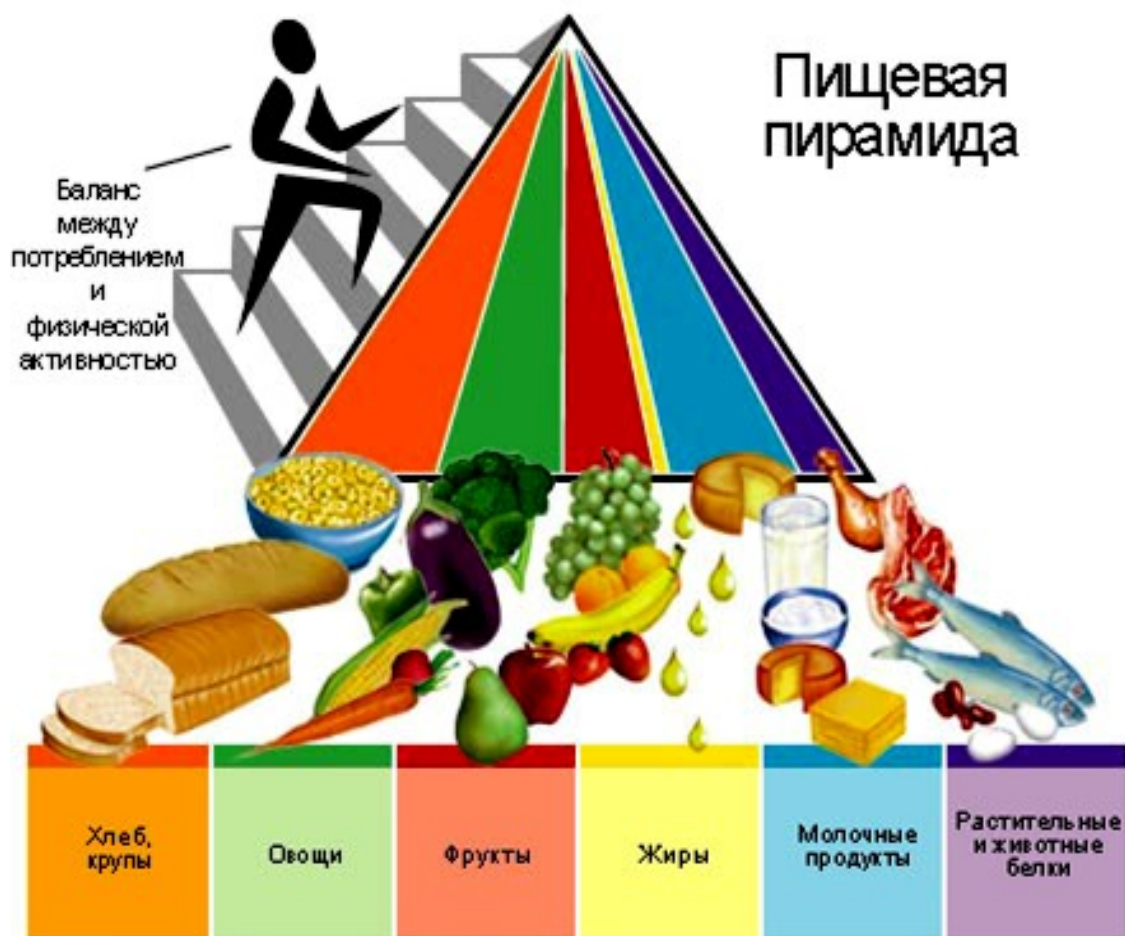 Пищевая
пирамида
Баланс
между
потреблением
и
физической
активностью
Хлеб,
крупы
Овощи
Фрукты
Жиры
Молочные
продукты
Растительные
и животные
белки